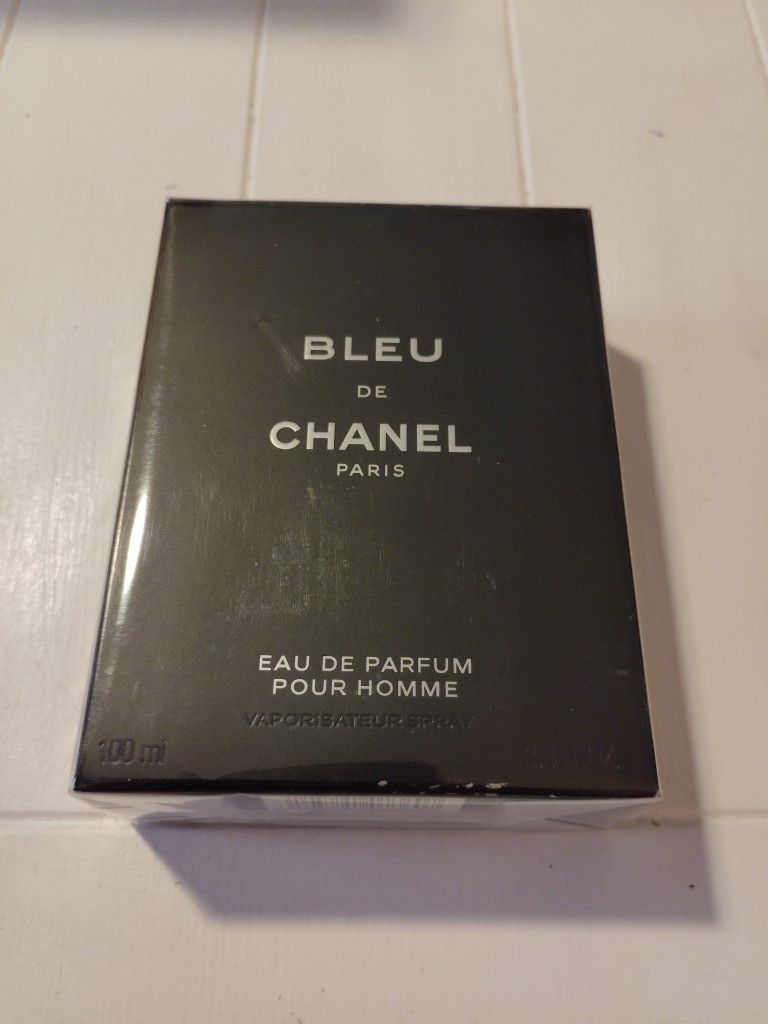 BLEU
DE
CHANEL
PARIS
EAU DE PARFUM
POUR HOMME
VAPORISATEUR SPRAY
100 ml